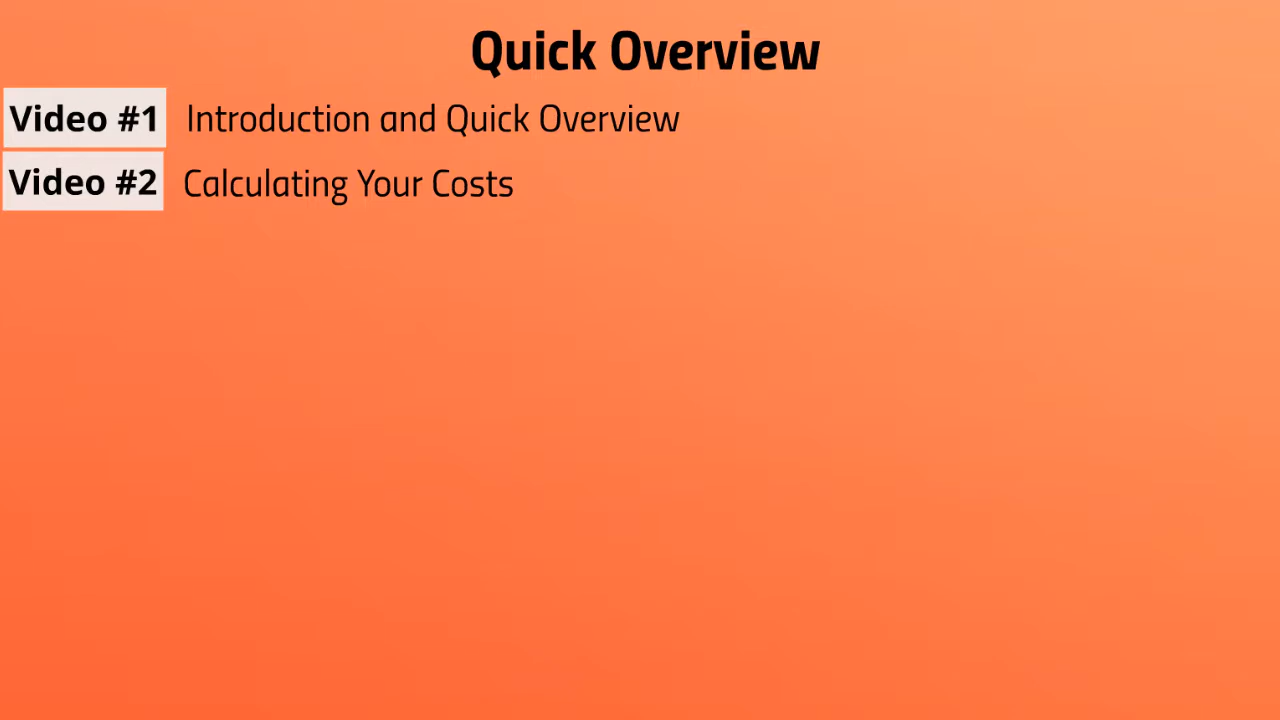 Quick Overview
Video #1 Introduction and Quick Overview
Video #2 Calculating Your Costs